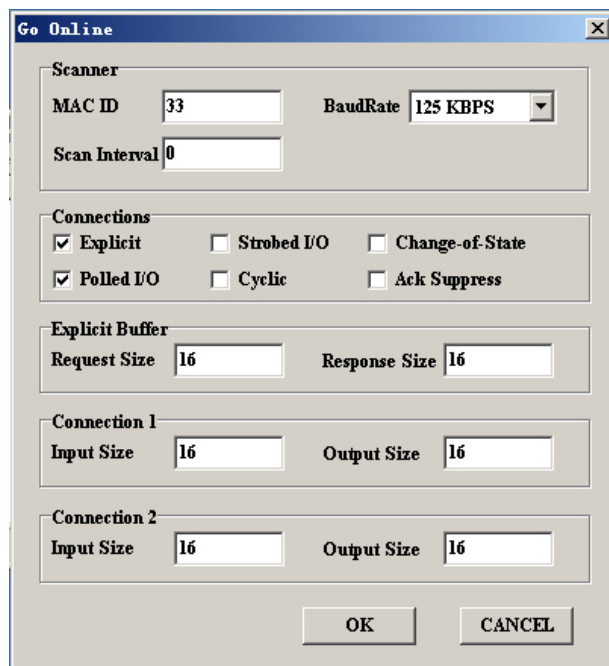 Go Online
Scanner
MAC ID 33 BaudRate 125 KBPS
Scan Interval 0
Connections
Explicit Strobed I/O Change-of-State
Polled I/O Cyclic Ack Suppress
Explicit Buffer
Request Size 16 Response Size 16
Connection 1
Input Size 16 Output Size 16
Connection 2
Input Size 16 Output Size 16
OK CANCEL